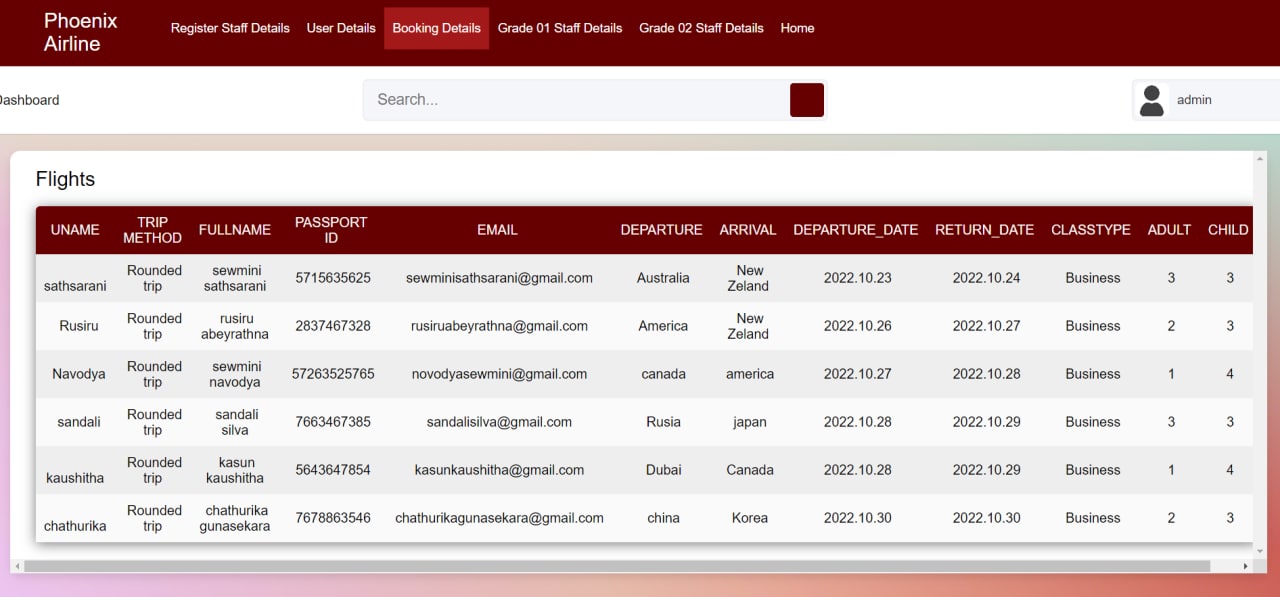 Phoenix
Airline
Register Staff Details User Details Booking Details Grade 01 Staff Details Grade 02 Staff Details Home
Dashboard
Search...
admin
Flights
UNAME TRIP METHOD FULLNAME PASSPORT ID EMAIL DEPARTURE ARRIVAL DEPARTURE_DATE RETURN_DATE CLASSTYPE ADULT CHILD
sathsarani Rounded trip sewmini sathsarani 5715635625 sewminisathsarani@gmail.com Australia New Zeland 2022.10.23 2022.10.24 Business 3 3
Rusiru Rounded trip rusiru abeyrathna 2837467328 rusiruabeyrathna@gmail.com America New Zeland 2022.10.26 2022.10.27 Business 2 3
Navodya Rounded trip sewmini navodya 57263525765 novodyasewmini@gmail.com canada america 2022.10.27 2022.10.28 Business 1 4
sandali Rounded trip sandali silva 7663467385 sandalisilva@gmail.com Rusia japan 2022.10.28 2022.10.29 Business 3 3
kaushitha Rounded trip kasun kaushitha 5643647854 kasunkaushitha@gmail.com Dubai Canada 2022.10.28 2022.10.29 Business 1 4
chathurika Rounded trip chathurika gunasekara 7678863546 chathurikagunasekara@gmail.com china Korea 2022.10.30 2022.10.30 Business 2 3